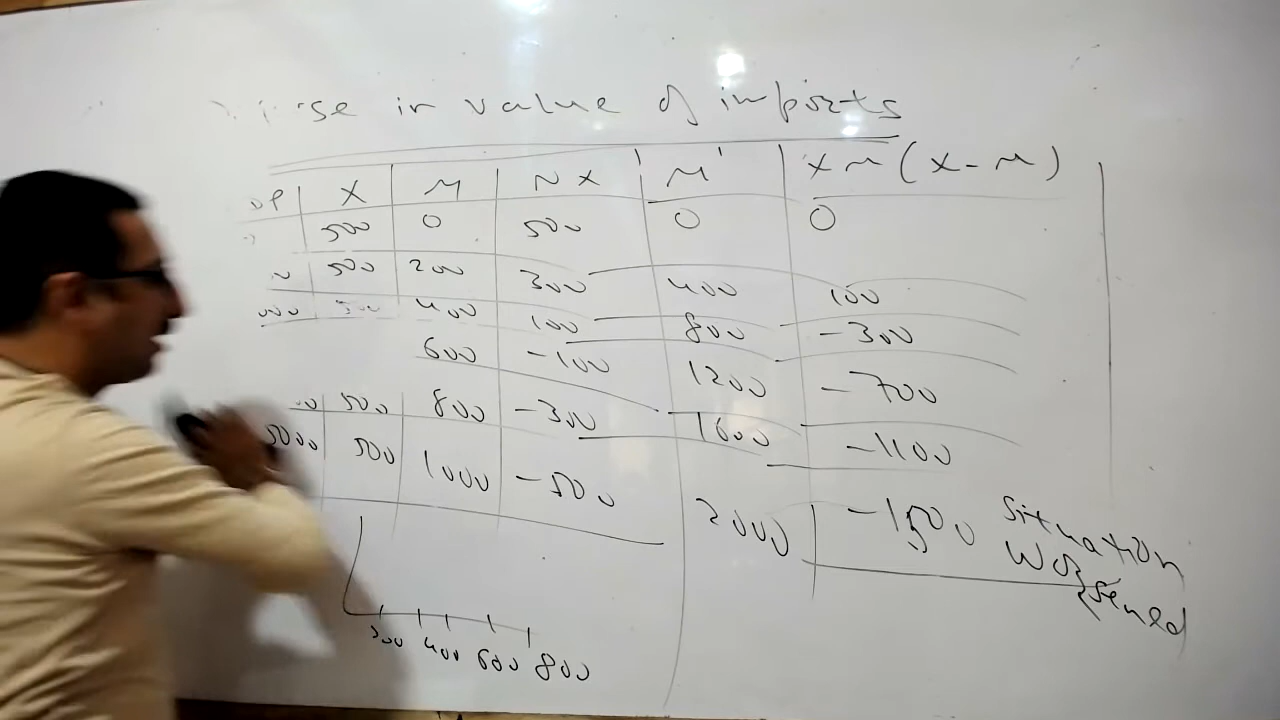 in value of imports
X M NX M' XM (X-M)
500 0 500 0 0
500 200 300 400 100
400 100 800 -300
600 -100 1200 -700
500 800 -300 1600 -1100
5000 500 1000 -500 2000 -1500 Situation
Worsened
400 600 800